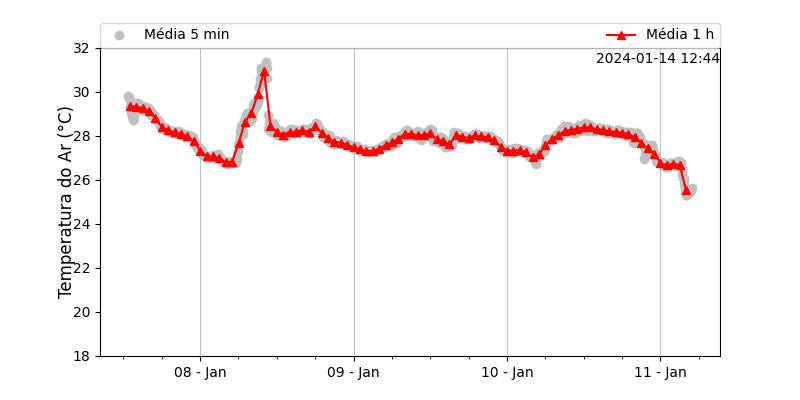 Média 5 min
Média 1 h
2024-01-14 12:44
Temperatura do Ar (°C)
32
30
28
26
24
22
20
18
08 - Jan
09 - Jan
10 - Jan
11 - Jan